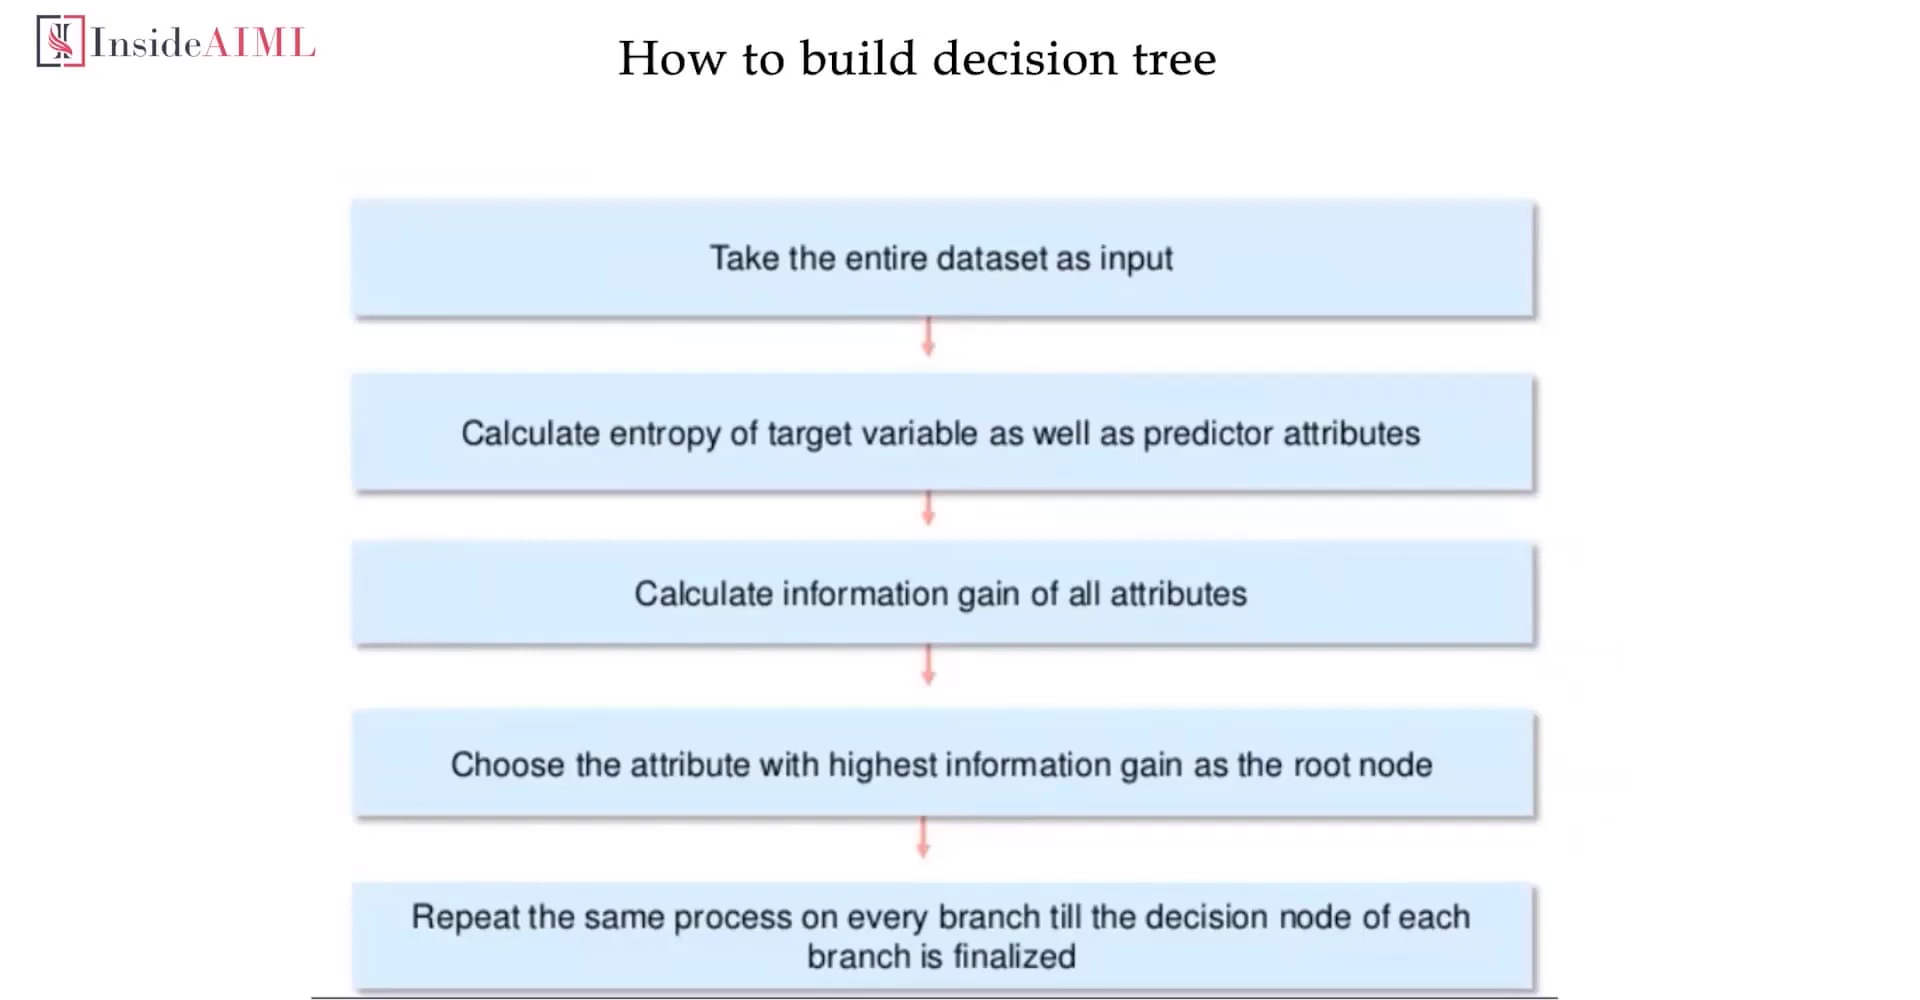 InsideAIML
How to build decision tree
Take the entire dataset as input
Calculate entropy of target variable as well as predictor attributes
Calculate information gain of all attributes
Choose the attribute with highest information gain as the root node
Repeat the same process on every branch till the decision node of each
branch is finalized